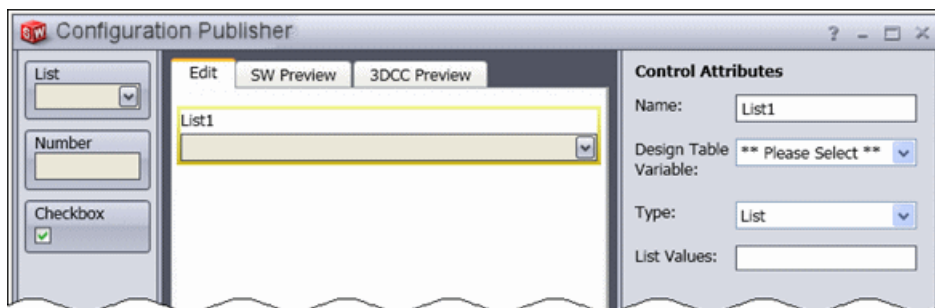 Configuration Publisher
List
Number
Checkbox
Edit
SW Preview
3DCC Preview
List1
Control Attributes
Name:
List1
Design Table Variable:
** Please Select **
Type:
List
List Values: